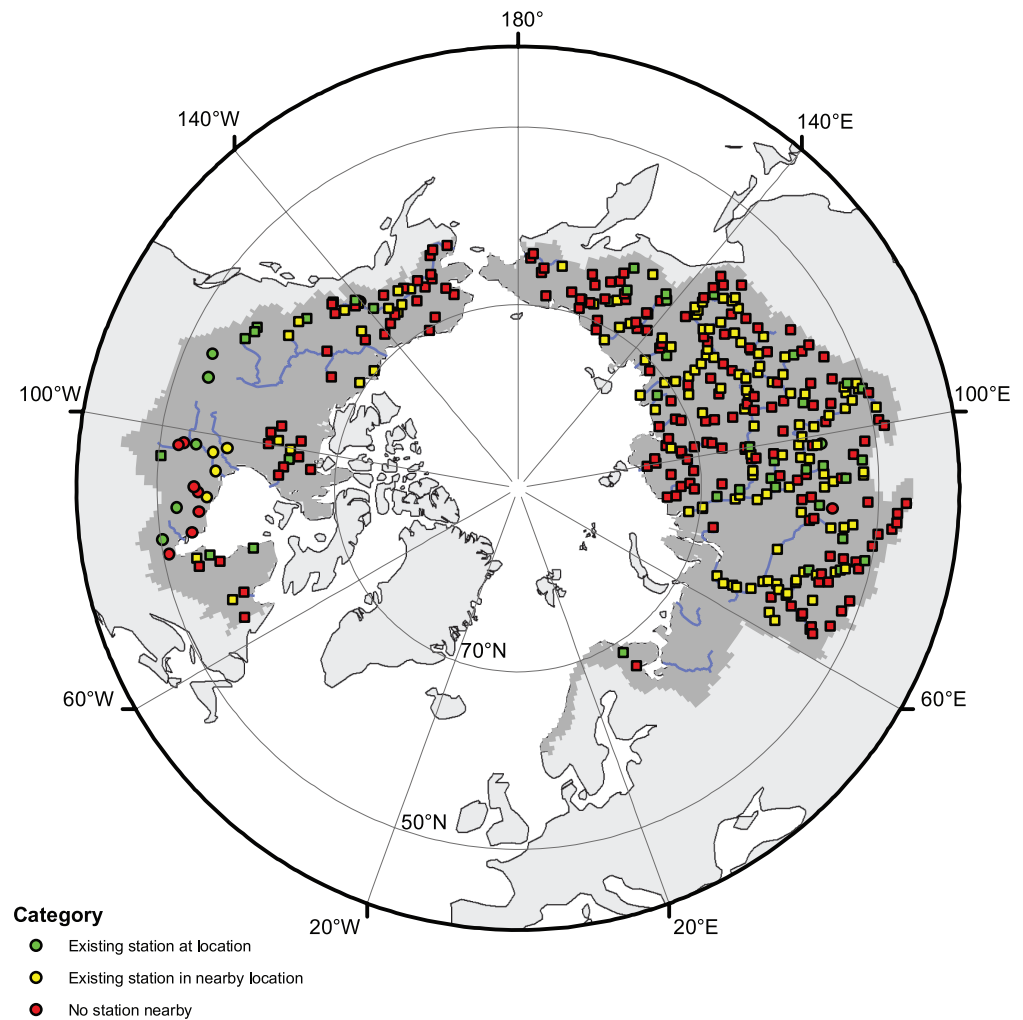 180°
140°W
140°E
100°W
100°E
70°N
60°W
60°E
50°N
20°W
20°E
Category
Existing station at location
Existing station in nearby location
No station nearby